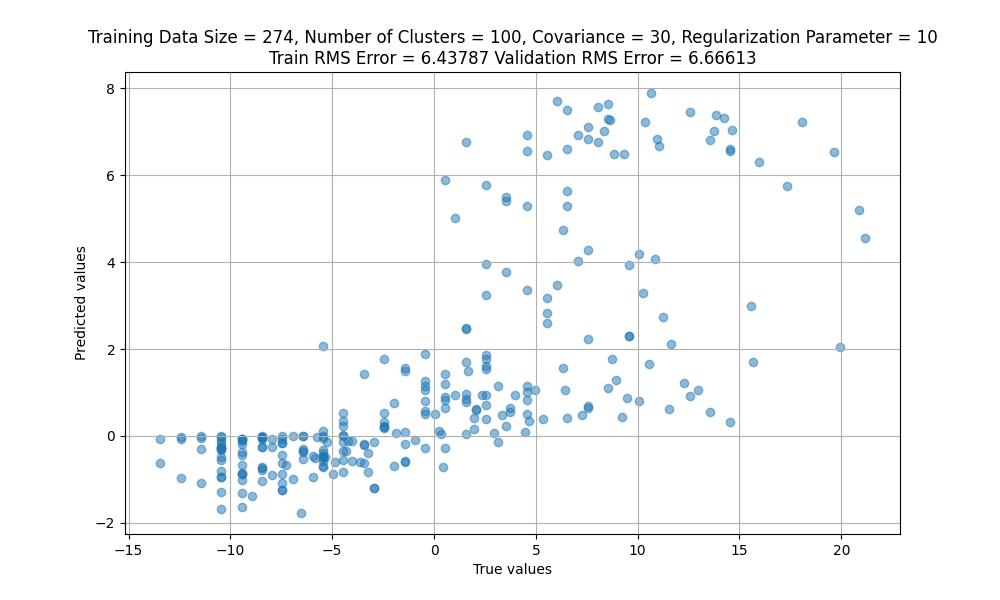 Training Data Size = 274, Number of Clusters = 100, Covariance = 30, Regularization Parameter = 10
Train RMS Error = 6.43787 Validation RMS Error = 6.66613
8
6
4
2
0
−2
Predicted values
−15 −10 −5 0 5 10 15 20
True values